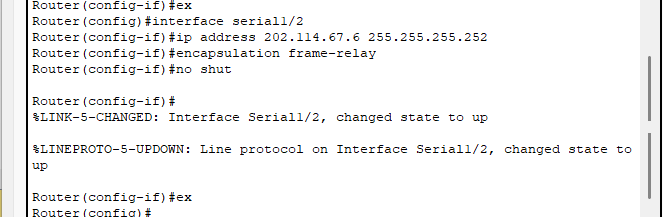 Router(config-if)#ex
Router(config)#interface serial1/2
Router(config-if)#ip address 202.114.67.6 255.255.255.252
Router(config-if)#encapsulation frame-relay
Router(config-if)#no shut
Router(config-if)#
%LINK-5-CHANGED: Interface Serial1/2, changed state to up
%LINEPROTO-5-UPDOWN: Line protocol on Interface Serial1/2, changed state to
up
Router(config-if)#ex
Router(config)#